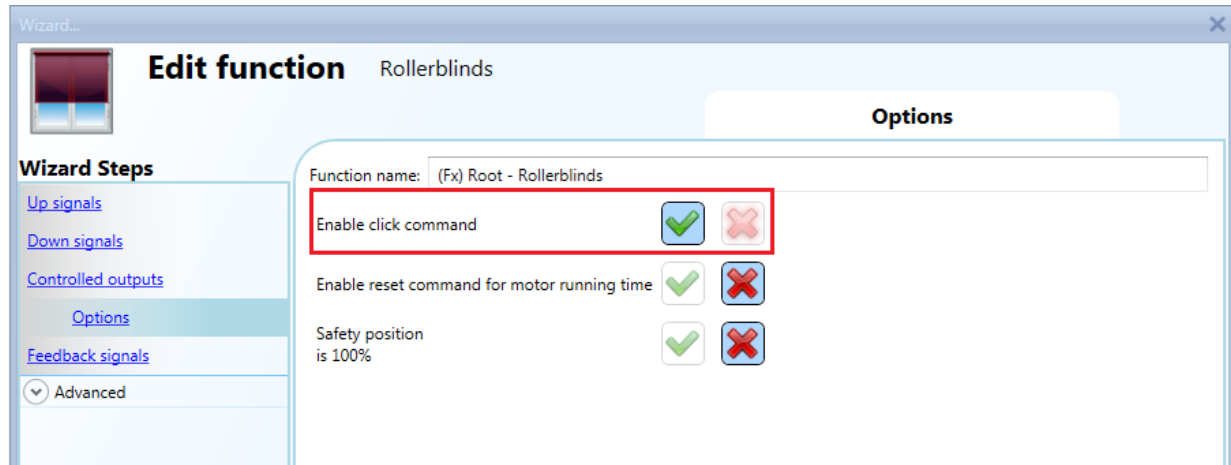 Wizard...
Edit function Rollerblinds
Options
Wizard Steps
Up signals
Down signals
Controlled outputs
Options
Feedback signals
Advanced
Function name: (Fx) Root - Rollerblinds
Enable click command
Enable reset command for motor running time
Safety position
is 100%